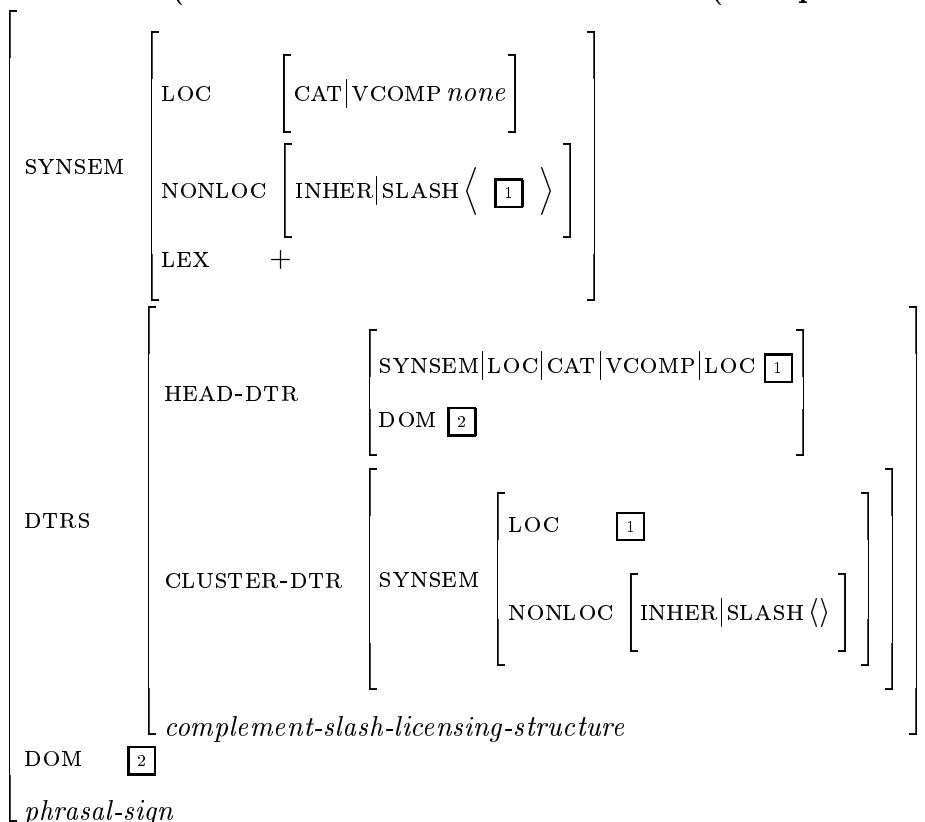 LOC [CAT|VCOMP none]
SYNSEM
NONLOC [INHER|SLASH ⟨ 1 ⟩]
LEX +
SYNSEM|LOC|CAT|VCOMP|LOC 1
HEAD-DTR
DOM 2
DTRS
LOC 1
CLUSTER-DTR [SYNSEM
NONLOC [INHER|SLASH ⟨⟩]
complement-slash-licensing-structure
DOM 2
phrasal-sign